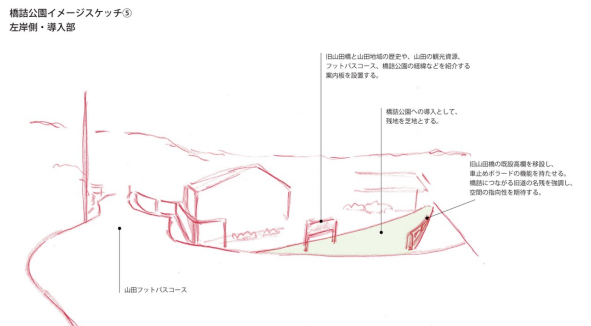 橋詰公園イメージスケッチ⑤
左岸側・導入部
旧山田橋と山田地域の歴史や、山田の観光資源。
フットパスコース、橋詰公園の経緯などを紹介する
案内板を設置する。
橋詰公園への導入として、
残地を芝地とする。
旧山田橋の既設高欄を移設し、
車止めボラードの機能を持たせる。
橋詰につながる旧道の名残を強調し、
空間の指向性を期待する。
山田フットパスコース